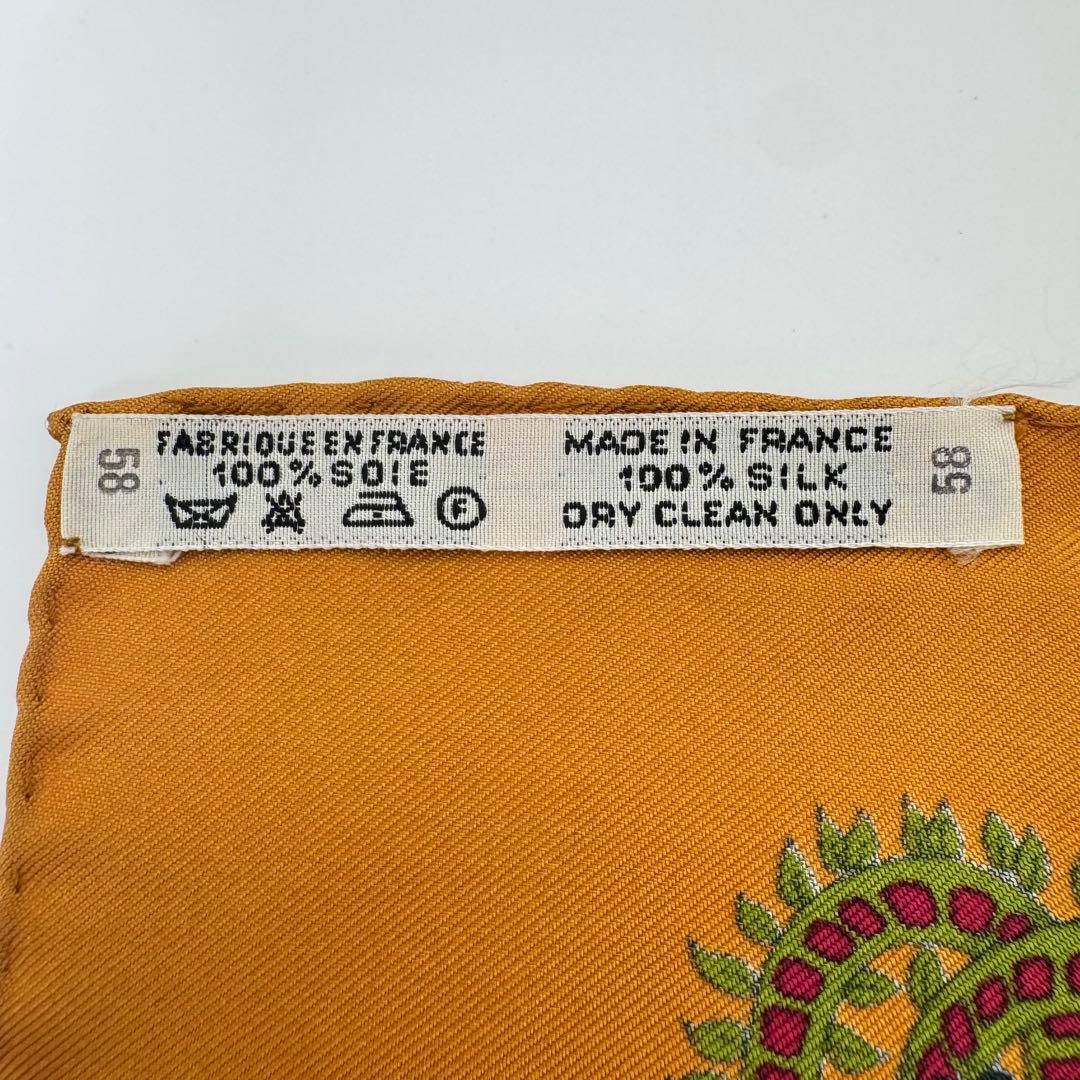 58
FABRIQUE EN FRANCE
100% SOIE
F
MADE IN FRANCE
100% SILK
DRY CLEAN ONLY
58